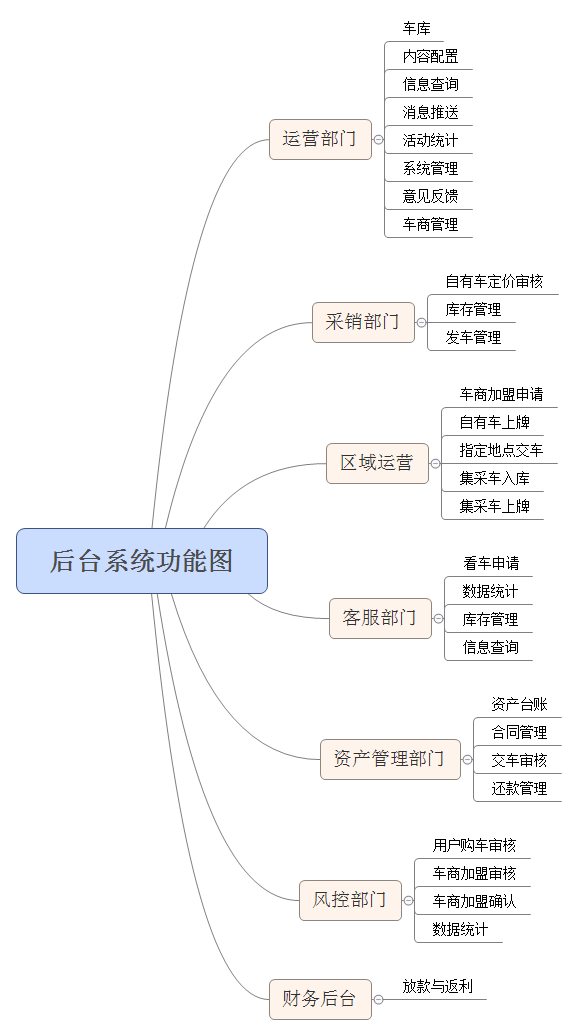 后台系统功能图
运营部门
车库
内容配置
信息查询
消息推送
活动统计
系统管理
意见反馈
车商管理
采销部门
自有车定价审核
库存管理
发车管理
区域运营
车商加盟申请
自有车上牌
指定地点交车
集采车入库
集采车上牌
客服部门
看车申请
数据统计
库存管理
信息查询
资产管理部门
资产台账
合同管理
交车审核
还款管理
风控部门
用户购车审核
车商加盟审核
车商加盟确认
数据统计
财务后台
放款与返利